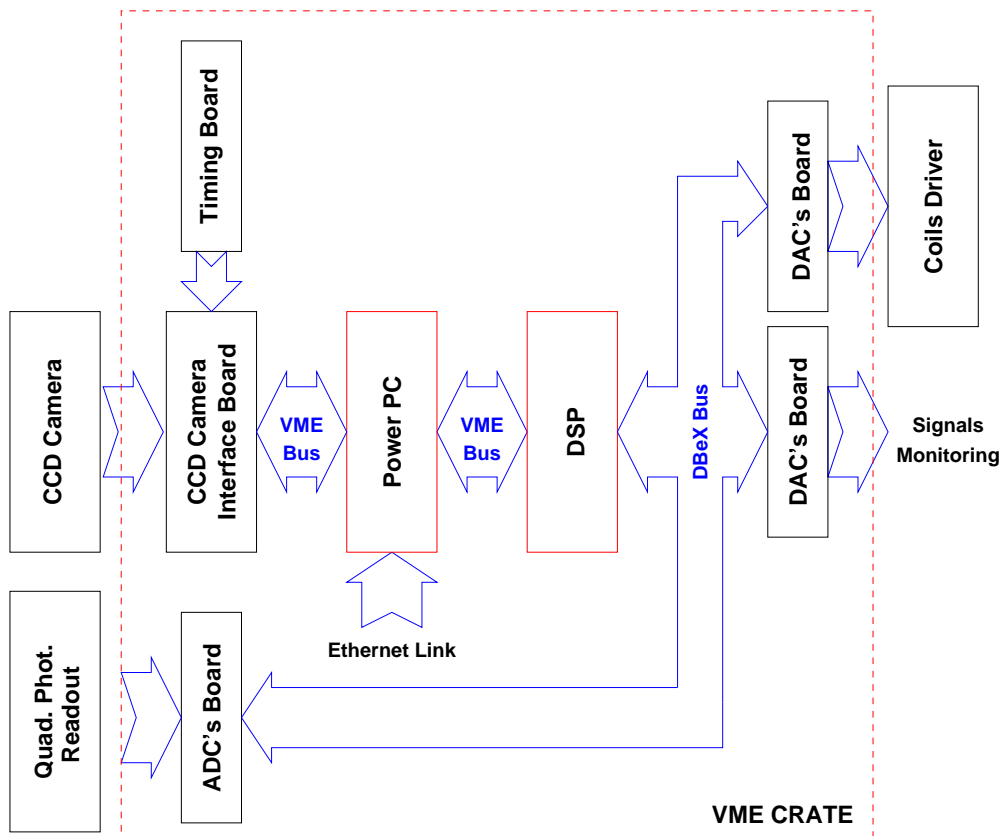 Timing Board
DAC's Board
Coils Driver
CCD Camera
CCD Camera
Interface Board
VME
Bus
Power PC
VME
Bus
DSP
DBeX Bus
DAC's Board
Signals
Monitoring
Quad. Phot.
Readout
ADC's Board
Ethernet Link
VME CRATE